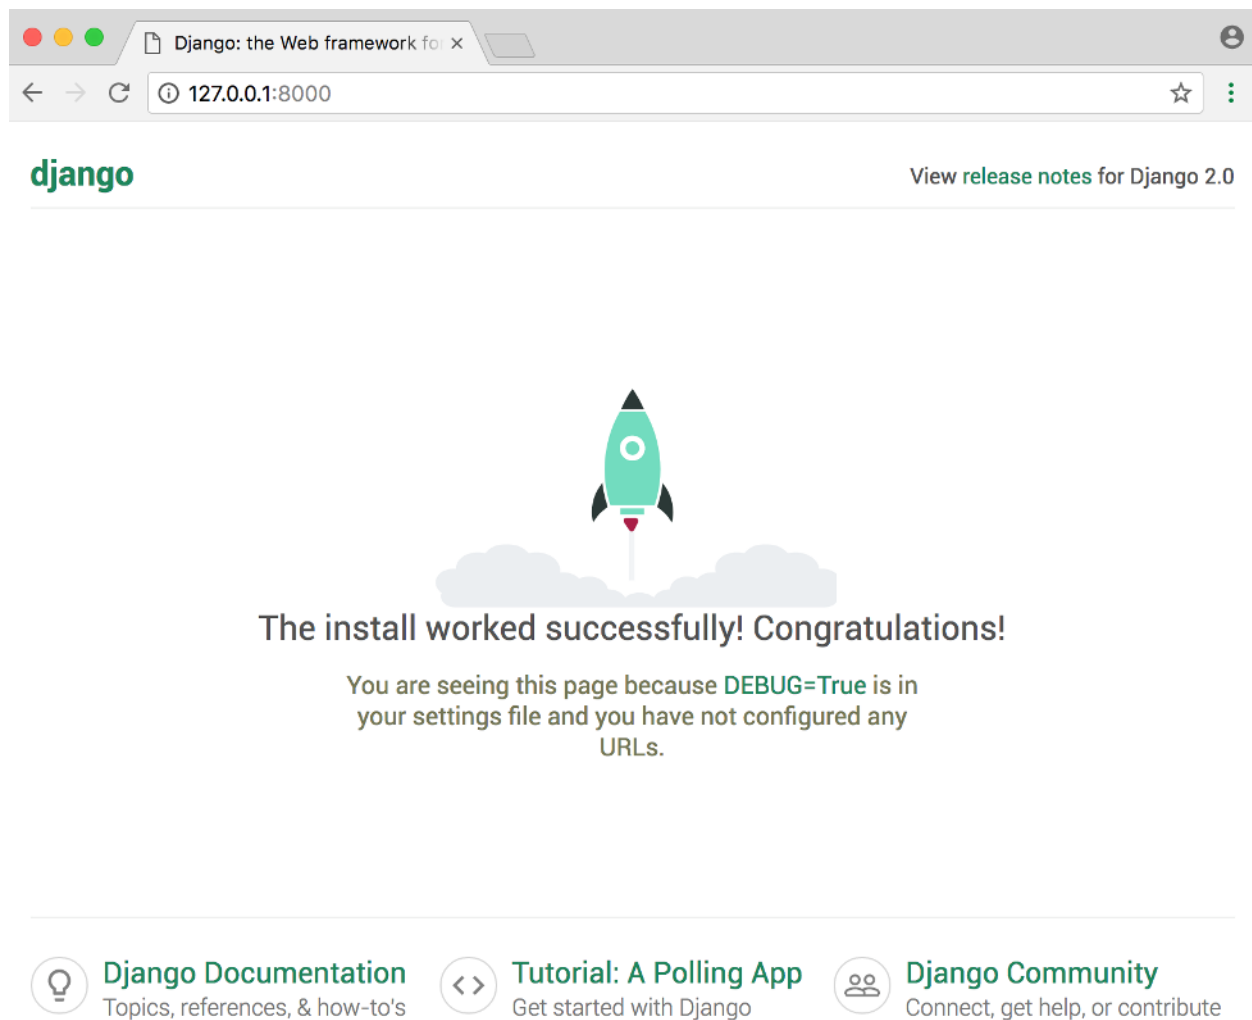 Django: the Web framework fo
127.0.0.1:8000
django
View release notes for Django 2.0
The install worked successfully! Congratulations!
You are seeing this page because DEBUG=True is in
your settings file and you have not configured any
URLs.
Django Documentation
Topics, references, & how-to's
Tutorial: A Polling App
Get started with Django
Django Community
Connect, get help, or contribute